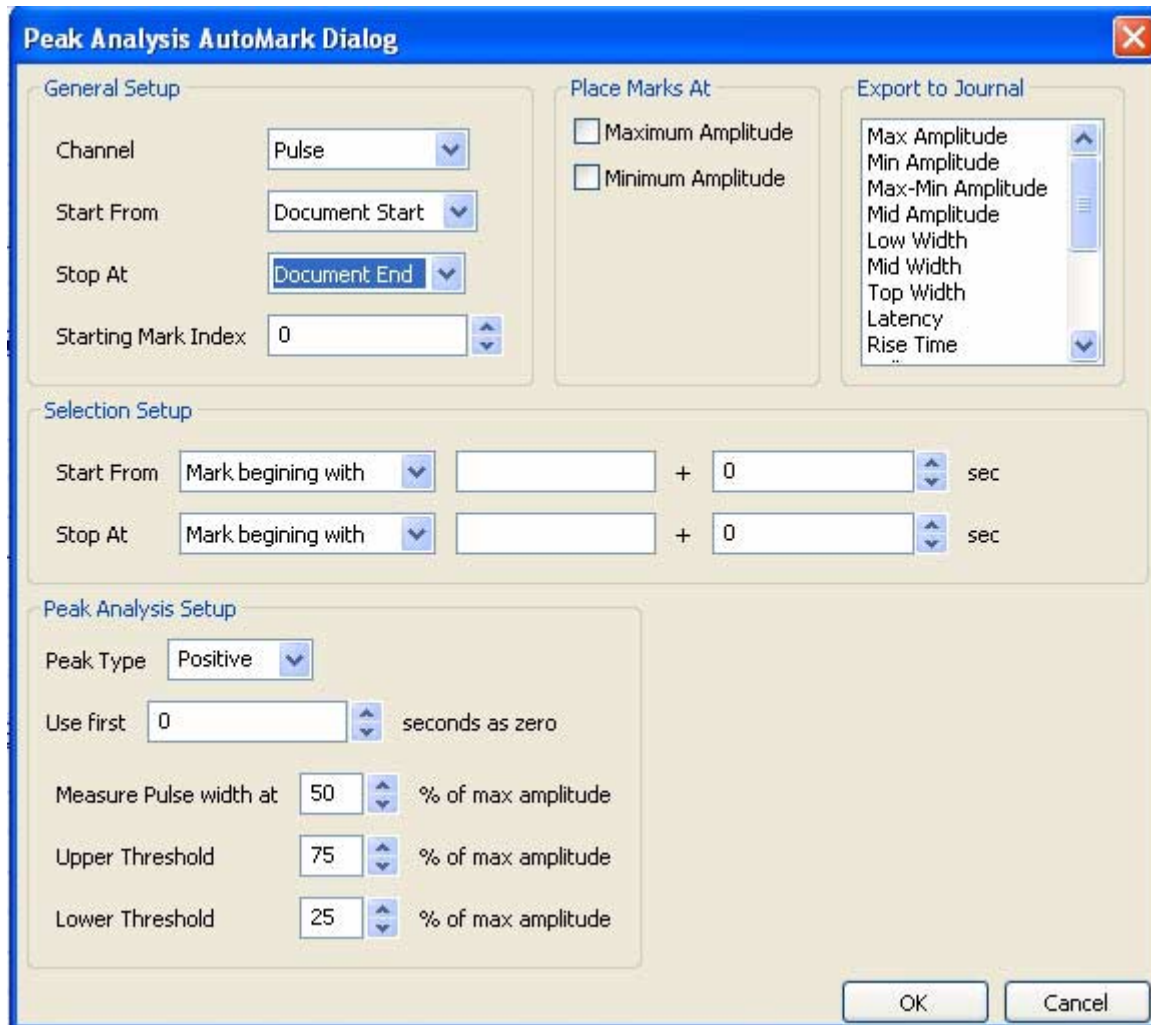 Peak Analysis AutoMark Dialog
General Setup
Channel Pulse
Start From Document Start
Stop At Document End
Starting Mark Index 0
Place Marks At
Maximum Amplitude
Minimum Amplitude
Export to Journal
Max Amplitude
Min Amplitude
Max-Min Amplitude
Mid Amplitude
Low Width
Mid Width
Top Width
Latency
Rise Time
Selection Setup
Start From Mark begining with + 0 sec
Stop At Mark begining with + 0 sec
Peak Analysis Setup
Peak Type Positive
Use first 0 seconds as zero
Measure Pulse width at 50 % of max amplitude
Upper Threshold 75 % of max amplitude
Lower Threshold 25 % of max amplitude
OK Cancel